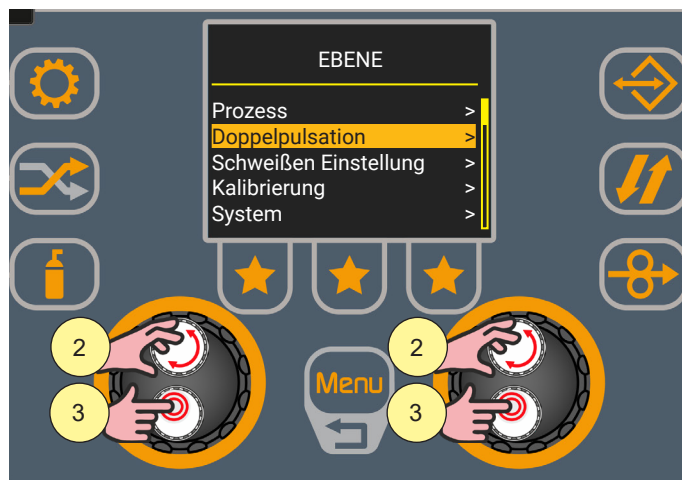 EBENE
Prozess >
Doppelpulsation >
Schweißen Einstellung >
Kalibrierung >
System >
2
2
Menu
3
3